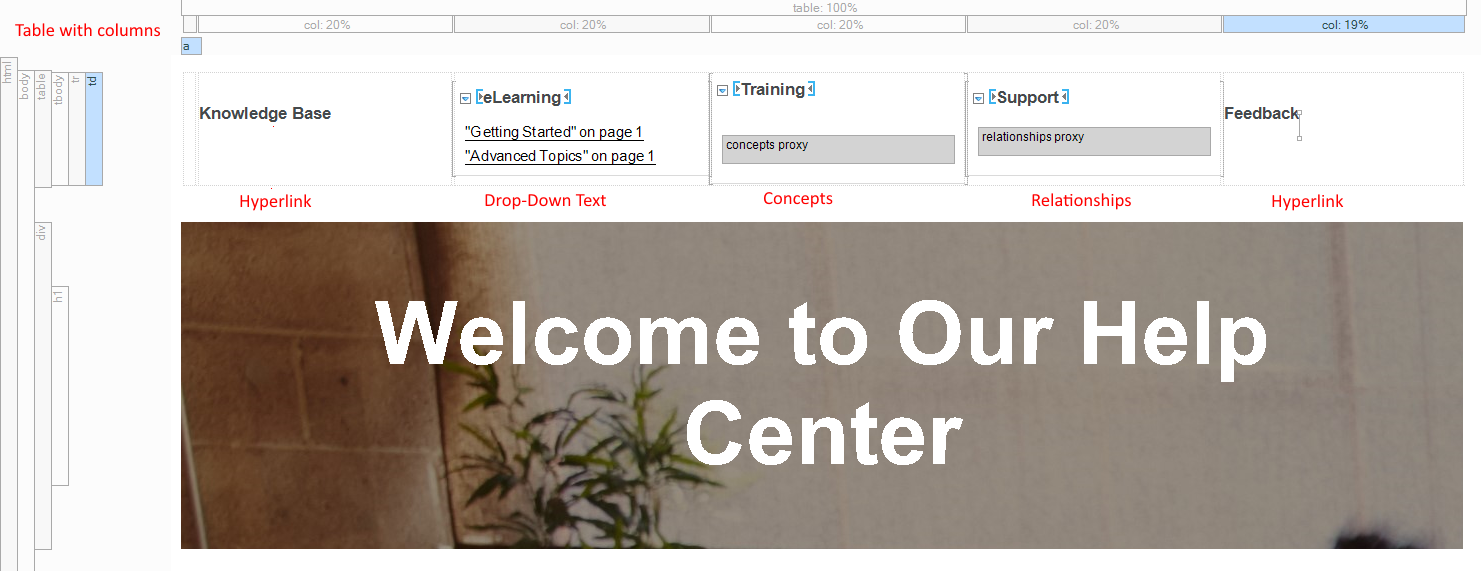 table: 100%
Table with columns
col: 20%
col: 20%
col: 20%
col: 20%
col: 19%
a
html
body
table
tbody
tr
td
div
h1
Knowledge Base
eLearning
Training
Support
Feedback
"Getting Started" on page 1
"Advanced Topics" on page 1
concepts proxy
relationships proxy
Hyperlink
Drop-Down Text
Concepts
Relationships
Hyperlink
Welcome to Our Help
Center